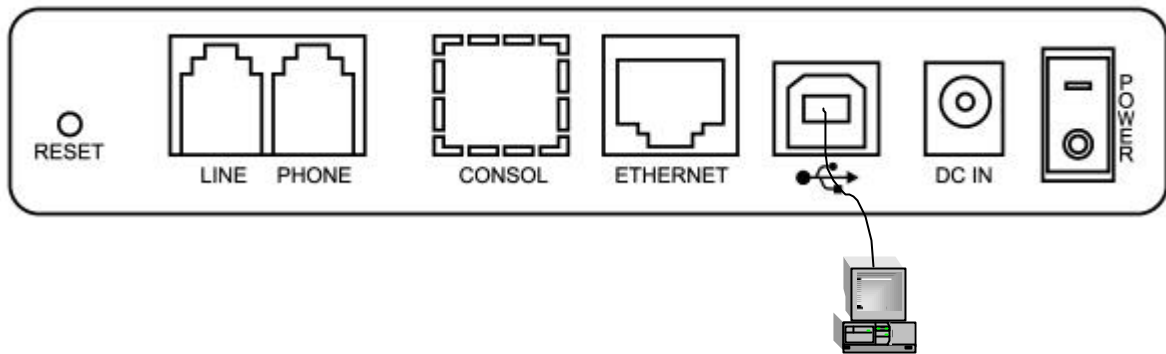 RESET
LINE
PHONE
CONSOL
ETHERNET
DC IN
POWER